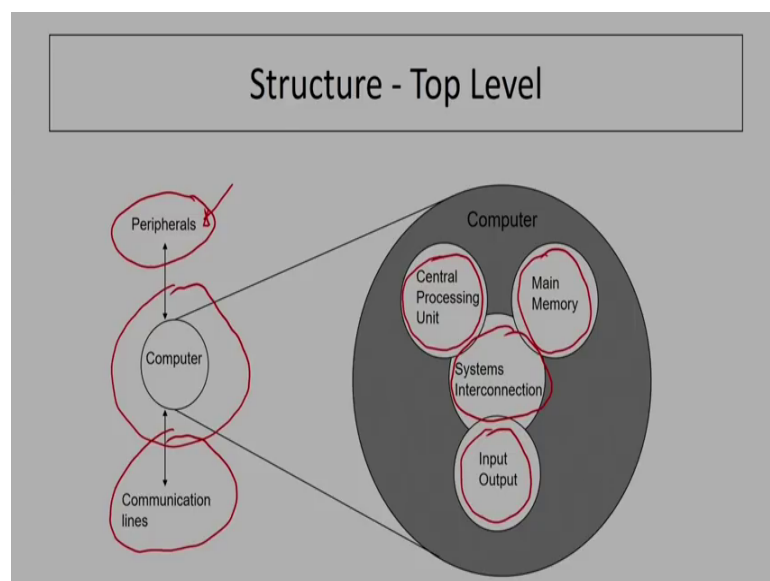 Structure - Top Level
Peripherals
Computer
Communication
lines
Computer
Central
Processing
Unit
Main
Memory
Systems
Interconnection
Input
Output